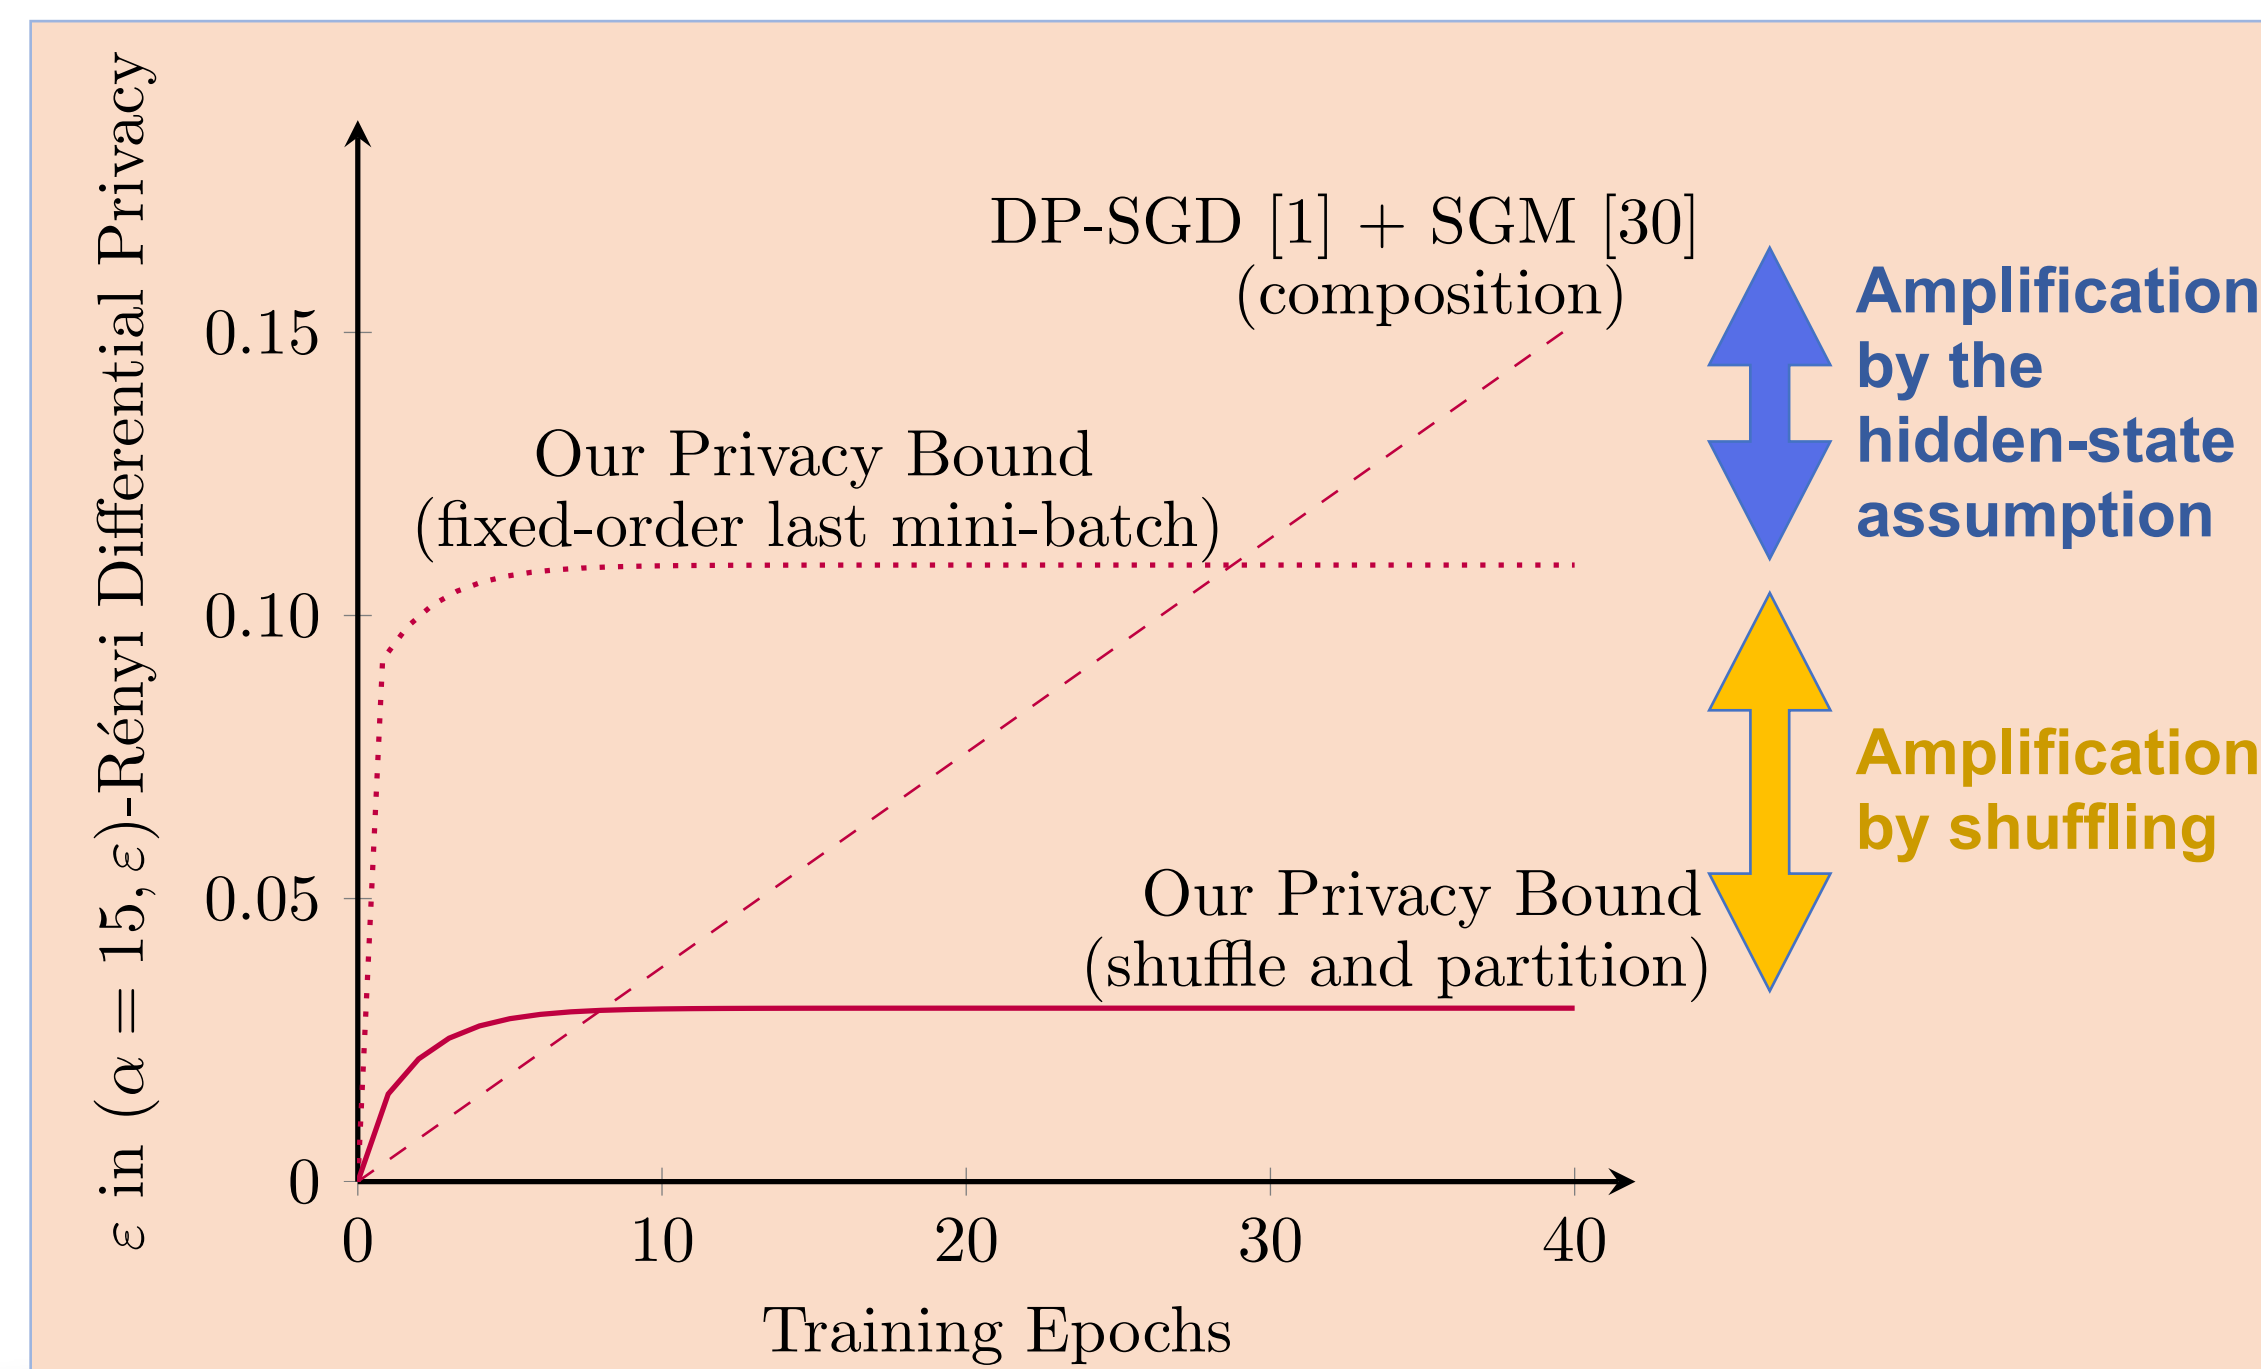 ε in (α = 15, ε)-Rényi Differential Privacy
DP-SGD [1] + SGM [30]
(composition)
0.15
Our Privacy Bound
(fixed-order last mini-batch)
0.10
0.05
Our Privacy Bound
(shuffle and partition)
0
0 10 20 30 40
Training Epochs
Amplification
by the
hidden-state
assumption
Amplification
by shuffling